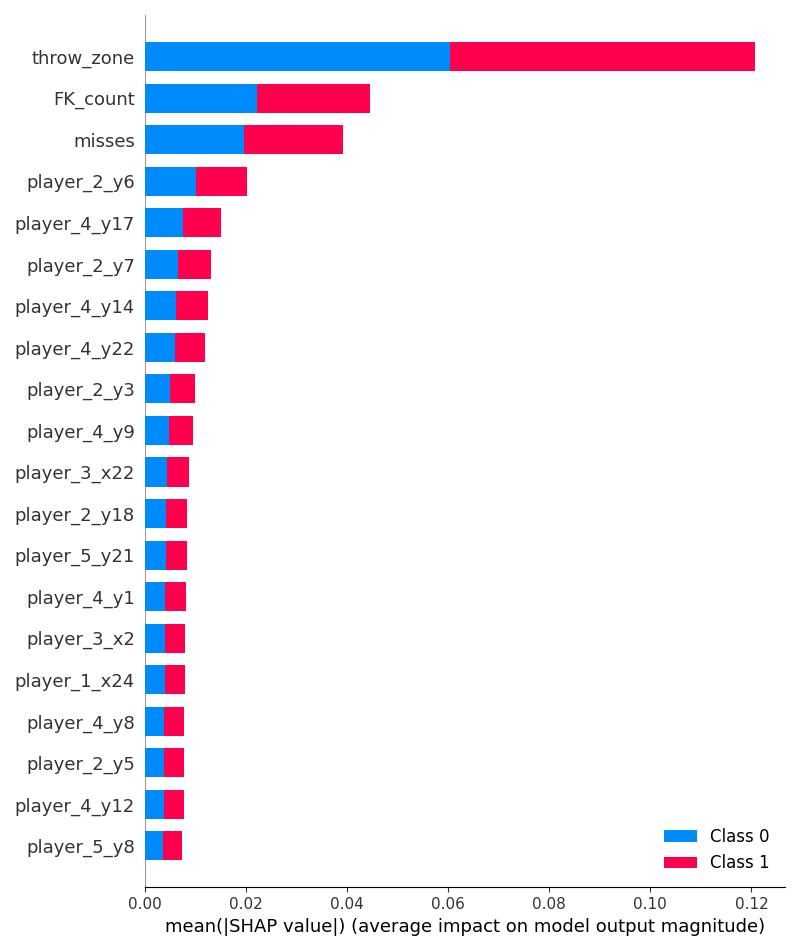 throw_zone
FK_count
misses
player_2_y6
player_4_y17
player_2_y7
player_4_y14
player_4_y22
player_2_y3
player_4_y9
player_3_x22
player_2_y18
player_5_y21
player_4_y1
player_3_x2
player_1_x24
player_4_y8
player_2_y5
player_4_y12
player_5_y8
Class 0
Class 1
0.00 0.02 0.04 0.06 0.08 0.10 0.12
mean(|SHAP value|) (average impact on model output magnitude)